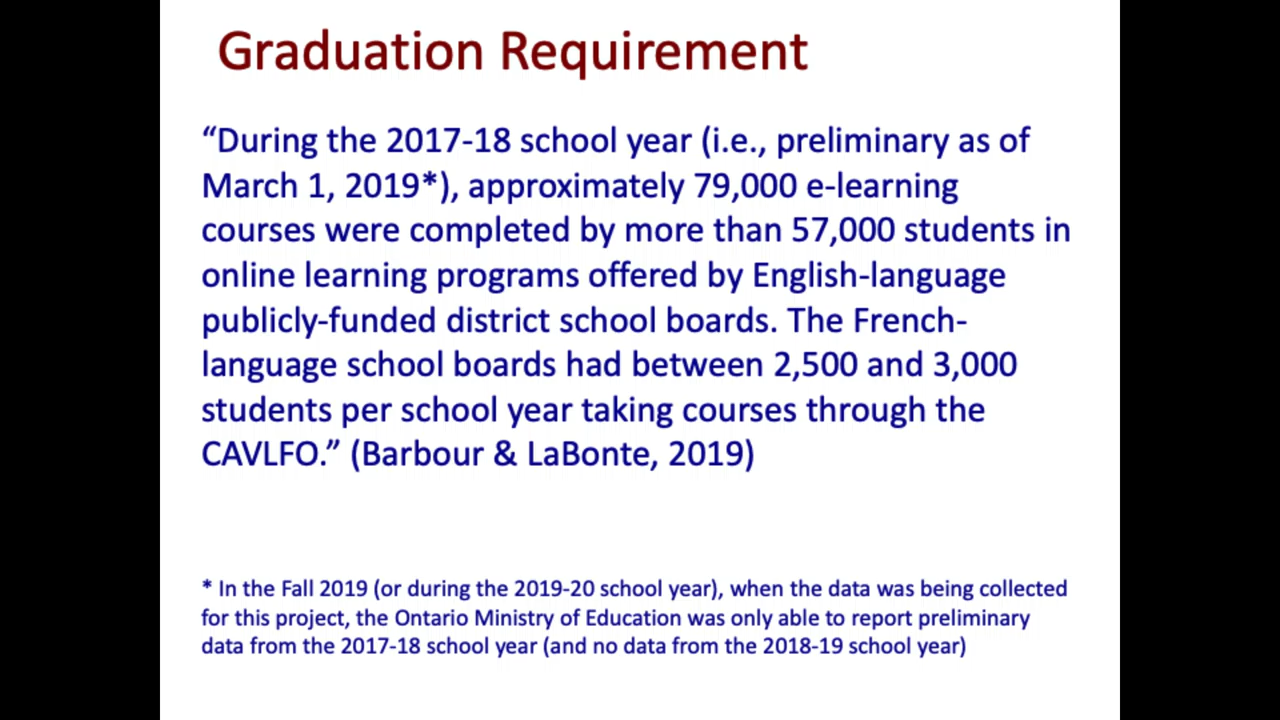 Graduation Requirement
“During the 2017-18 school year (i.e., preliminary as of
March 1, 2019*), approximately 79,000 e-learning
courses were completed by more than 57,000 students in
online learning programs offered by English-language
publicly-funded district school boards. The French-
language school boards had between 2,500 and 3,000
students per school year taking courses through the
CAVLFO.” (Barbour & LaBonte, 2019)
* In the Fall 2019 (or during the 2019-20 school year), when the data was being collected
for this project, the Ontario Ministry of Education was only able to report preliminary
data from the 2017-18 school year (and no data from the 2018-19 school year)